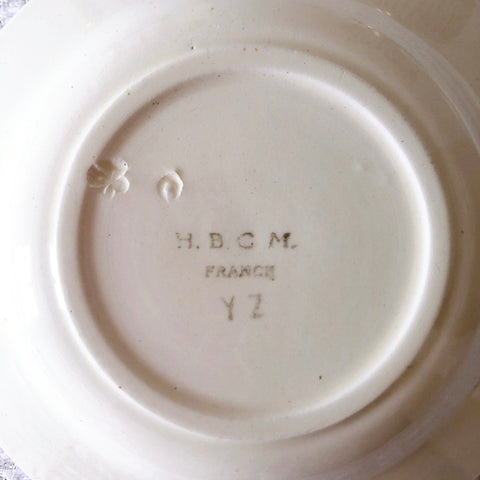 H. B. C M.
FRANCE
Y Z